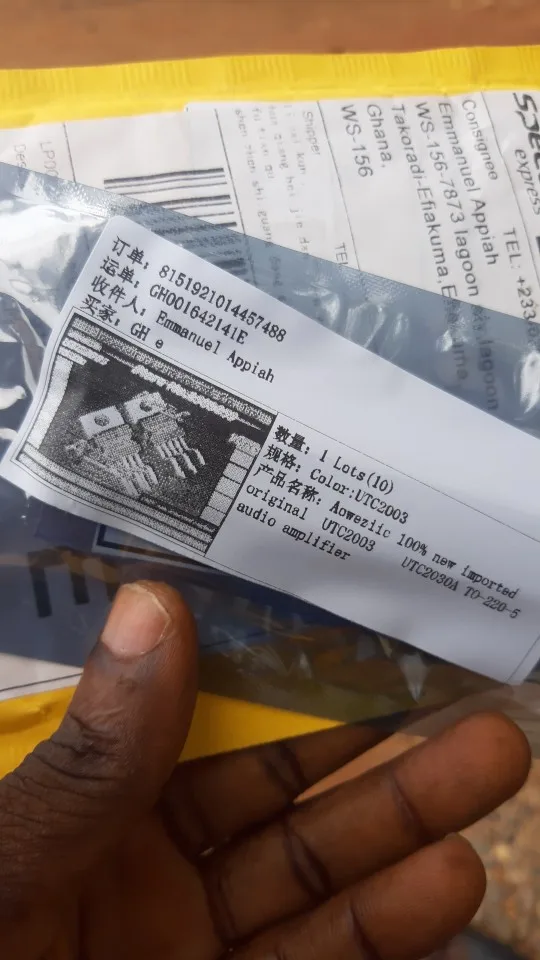 express
Consignee
TEL: +233
Emmanuel Appiah
WS-156-7873 lagoon
Takoradi-Efiakuma,E
Ghana,
WS-156
Shipper
订单: 8151921014457488
运单: GH001642141E
收件人: Emmanuel Appiah
买家: GH e
数量: 1 Lots(10)
规格: Color:UTC2003
产品名称: Aoweziic 100% new imported
original UTC2003 UTC2030A TO-220-5
audio amplifier